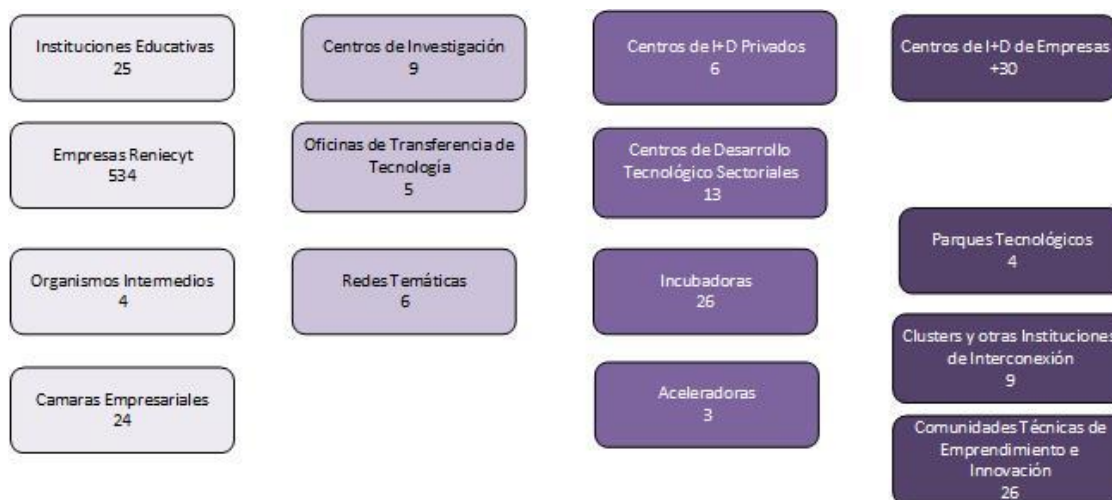 Instituciones Educativas
25
Centros de Investigación
9
Centros de I+D Privados
6
Centros de I+D de Empresas
+30
Empresas Reniecyt
534
Oficinas de Transferencia de
Tecnología
5
Centros de Desarrollo
Tecnológico Sectoriales
13
Parques Tecnológicos
4
Organismos Intermedios
4
Redes Temáticas
6
Incubadoras
26
Clusters y otras Instituciones
de Interconexión
9
Camaras Empresariales
24
Aceleradoras
3
Comunidades Técnicas de
Emprendimiento e
Innovación
26